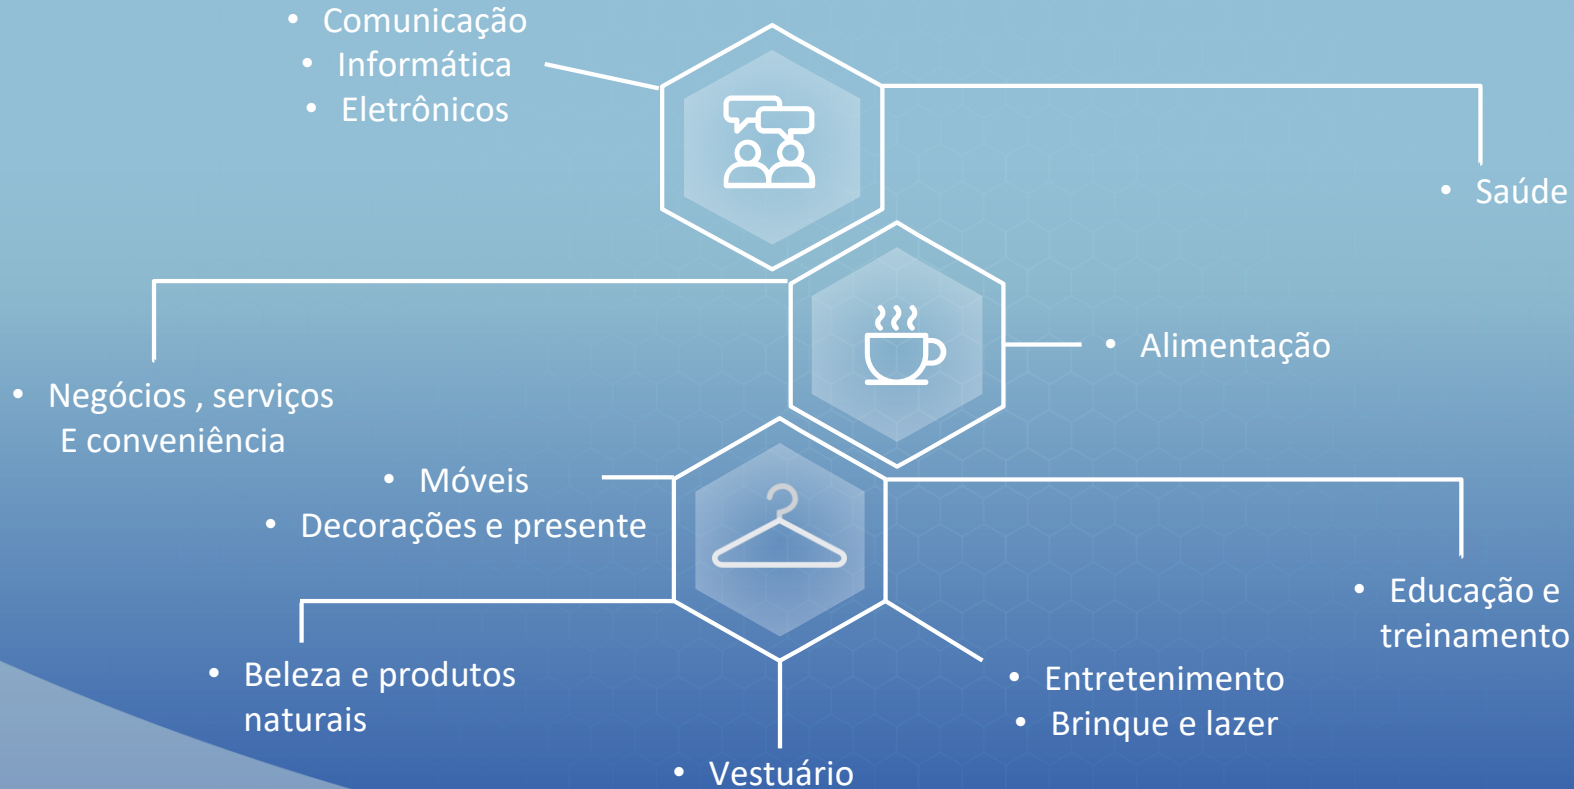 • Comunicação
• Informática
• Eletrônicos
• Saúde
• Alimentação
• Negócios , serviços
E conveniência
• Móveis
• Decorações e presente
• Educação e
treinamento
• Beleza e produtos
naturais
• Entretenimento
• Brinque e lazer
• Vestuário